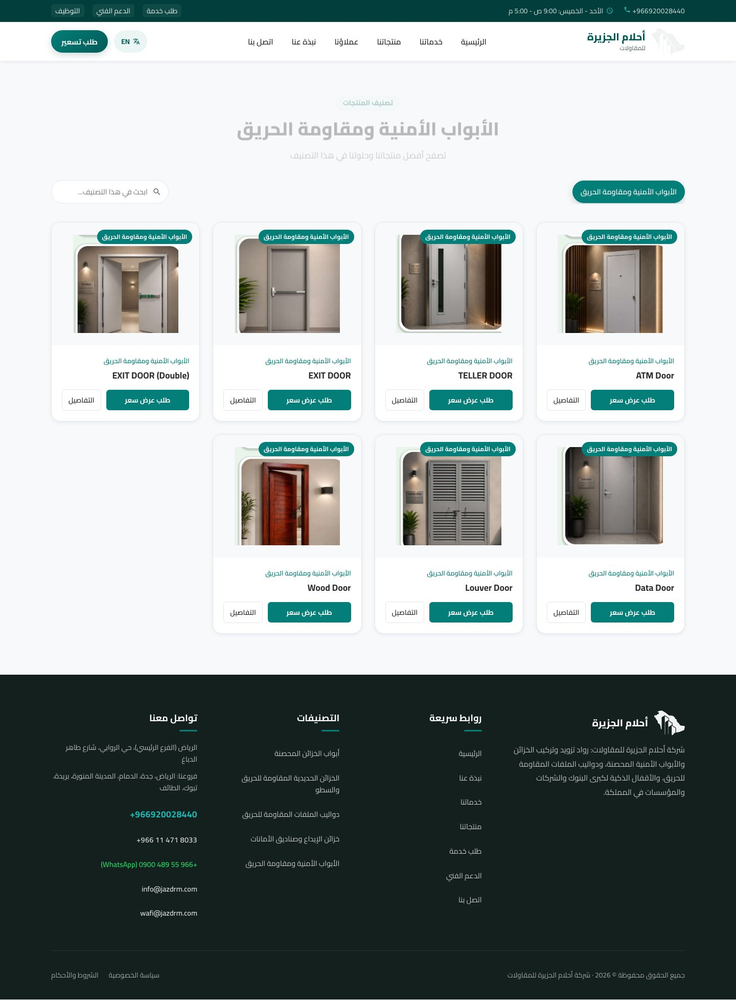 +966920028440
الأحد - الخميس: 9:00 ص - 5:00 م
طلب خدمة
الدعم الفني
التوظيف
أحلام الجزيرة
للمقاولات
الرئيسية
خدماتنا
منتجاتنا
عملاؤنا
نبذة عنا
اتصل بنا
EN
طلب تسعير
تصنيف المنتجات
الأبواب الأمنية ومقاومة الحريق
تصفح أفضل منتجاتنا وحلولنا في هذا التصنيف
الأبواب الأمنية ومقاومة الحريق
ابحث في هذا التصنيف...
الأبواب الأمنية ومقاومة الحريق
الأبواب الأمنية ومقاومة الحريق
ATM Door
طلب عرض سعر
التفاصيل
الأبواب الأمنية ومقاومة الحريق
الأبواب الأمنية ومقاومة الحريق
TELLER DOOR
طلب عرض سعر
التفاصيل
الأبواب الأمنية ومقاومة الحريق
الأبواب الأمنية ومقاومة الحريق
EXIT DOOR
طلب عرض سعر
التفاصيل
الأبواب الأمنية ومقاومة الحريق
Exit Door
الأبواب الأمنية ومقاومة الحريق
EXIT DOOR (Double)
طلب عرض سعر
التفاصيل
الأبواب الأمنية ومقاومة الحريق
Data Door
الأبواب الأمنية ومقاومة الحريق
Data Door
طلب عرض سعر
التفاصيل
الأبواب الأمنية ومقاومة الحريق
Louver Door
الأبواب الأمنية ومقاومة الحريق
Louver Door
طلب عرض سعر
التفاصيل
الأبواب الأمنية ومقاومة الحريق
الأبواب الأمنية ومقاومة الحريق
Wood Door
طلب عرض سعر
التفاصيل
أحلام الجزيرة
شركة أحلام الجزيرة للمقاولات: رواد تزويد وتركيب الخزائن
والأبواب الأمنية المحصنة، ودواليب الملفات المقاومة
للحريق، والأقفال الذكية لكبرى البنوك والشركات
والمؤسسات في المملكة.
روابط سريعة
الرئيسية
نبذة عنا
خدماتنا
منتجاتنا
طلب خدمة
الدعم الفني
اتصل بنا
التصنيفات
أبواب الخزائن المحصنة
الخزائن الحديدية المقاومة للحريق
والسطو
دواليب الملفات المقاومة للحريق
خزائن الإيداع وصناديق الأمانات
الأبواب الأمنية ومقاومة الحريق
تواصل معنا
الرياض (الفرع الرئيسي)، حي الروابي، شارع طاهر
الدباغ
فروعنا: الرياض، جدة، الدمام، المدينة المنورة، بريدة،
تبوك، الطائف
+966920028440
+966 11 471 8033
+966 55 489 0900 (WhatsApp)
info@jazdrm.com
wafi@jazdrm.com
جميع الحقوق محفوظة © 2026 · شركة أحلام الجزيرة للمقاولات
سياسة الخصوصية
الشروط والأحكام